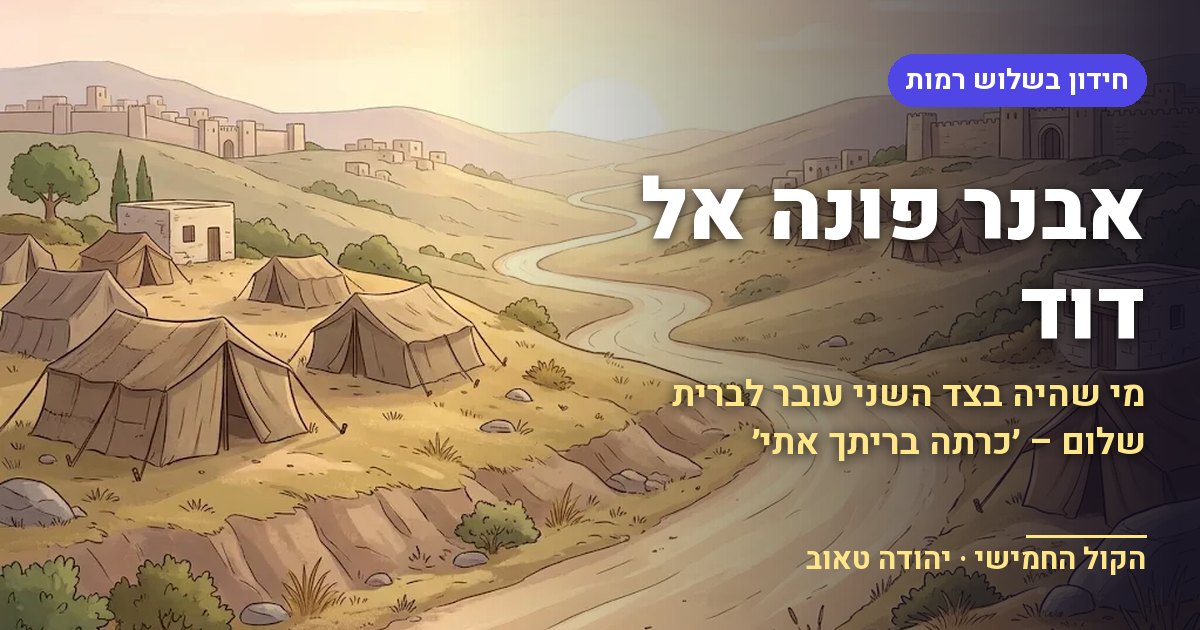 חידון בשלוש רמות
אבנר פונה אל
דוד
מי שהיה בצד השני עובר לברית
שלום – ׳כרתה בריתך אתי׳
הקול החמישי · יהודה טאוב